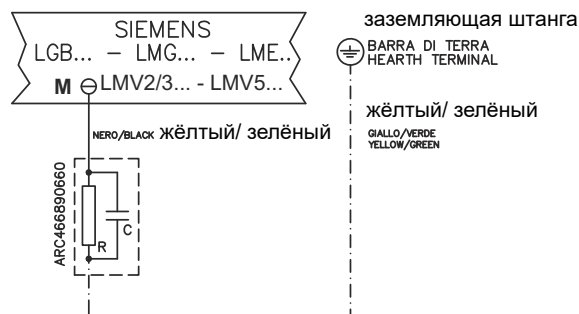 SIEMENS
LGB... – LMG... – LME..
M LMV2/3... - LMV5...
NERO/BLACK жёлтый/ зелёный
ARC466890660
C
R
заземляющая штанга
BARRA DI TERRA
HEARTH TERMINAL
жёлтый/ зелёный
GIALLO/VERDE
YELLOW/GREEN